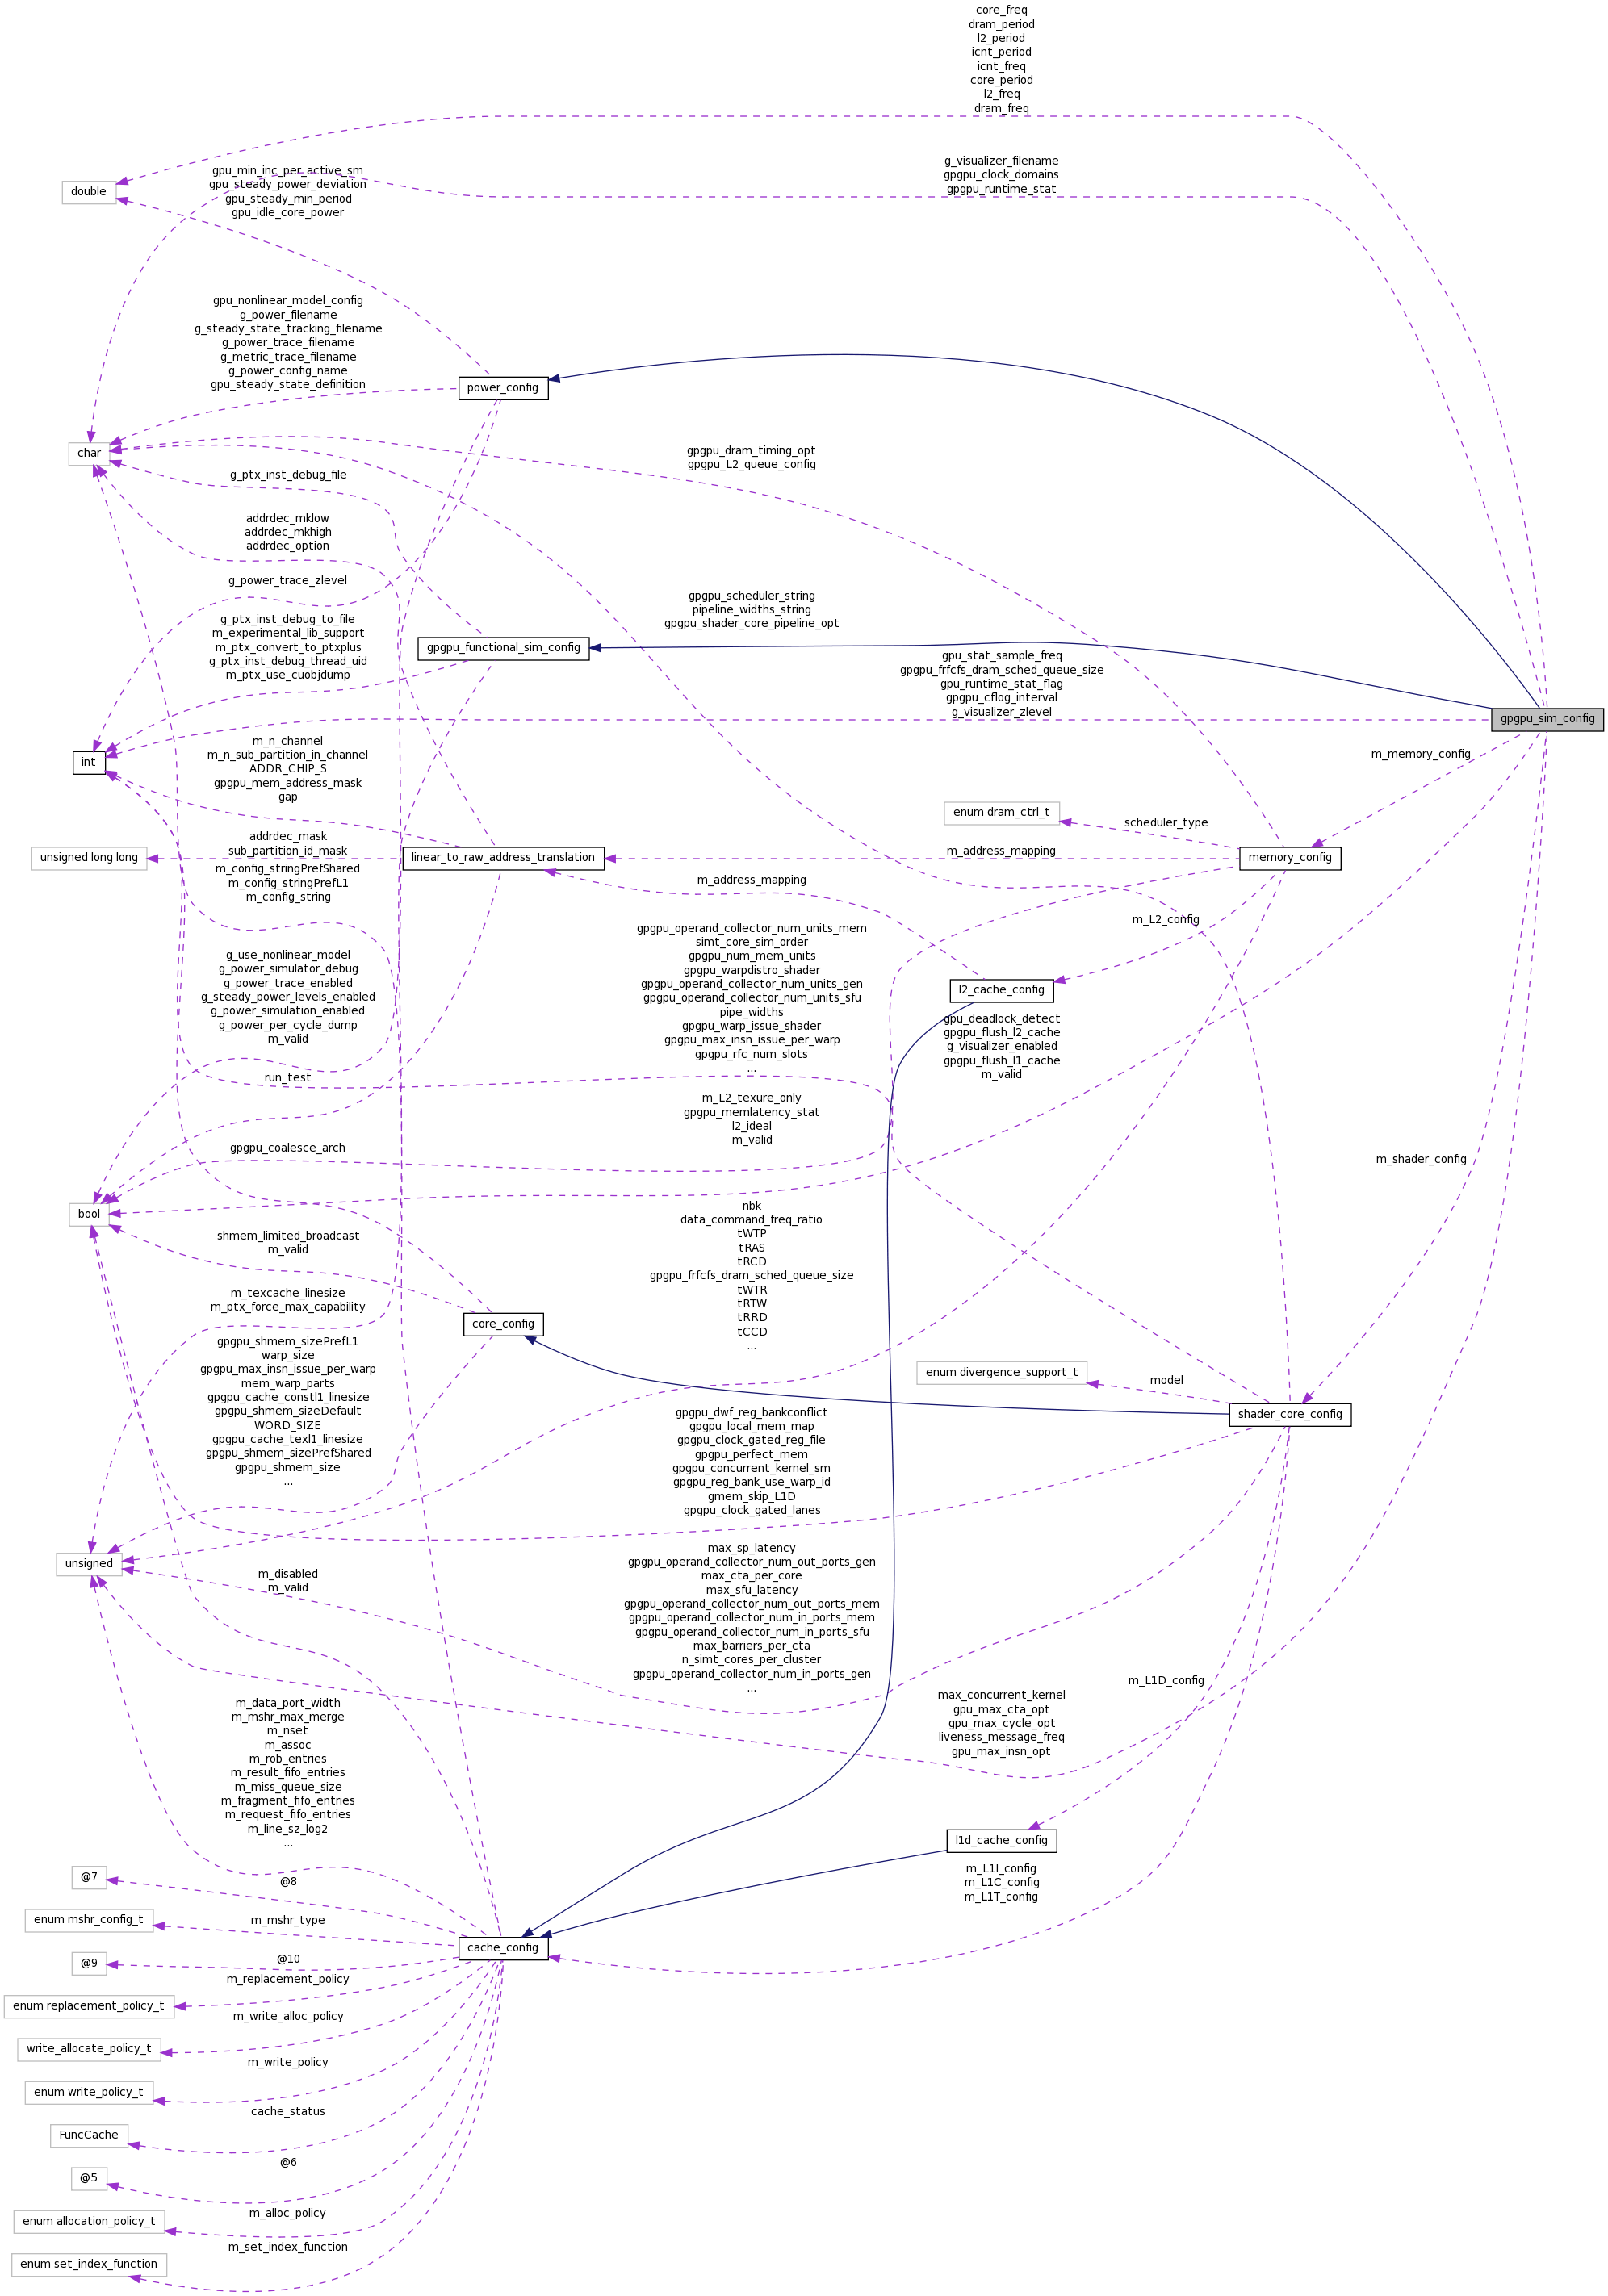 core_freq
dram_period
l2_period
icnt_period
icnt_freq
core_period
l2_freq
dram_freq
g_visualizer_filename
gpgpu_clock_domains
gpgpu_runtime_stat
gpu_min_inc_per_active_sm
gpu_steady_power_deviation
gpu_steady_min_period
gpu_idle_core_power
double
gpu_nonlinear_model_config
g_power_filename
g_steady_state_tracking_filename
g_power_trace_filename
g_metric_trace_filename
g_power_config_name
gpu_steady_state_definition
power_config
char
gpgpu_dram_timing_opt
gpgpu_L2_queue_config
g_ptx_inst_debug_file
addrdec_mklow
addrdec_mkhigh
addrdec_option
g_power_trace_zlevel
gpgpu_scheduler_string
pipeline_widths_string
gpgpu_shader_core_pipeline_opt
g_ptx_inst_debug_to_file
m_experimental_lib_support
m_ptx_convert_to_ptxplus
g_ptx_inst_debug_thread_uid
m_ptx_use_cuobjdump
gpgpu_functional_sim_config
gpu_stat_sample_freq
gpgpu_frfcfs_dram_sched_queue_size
gpu_runtime_stat_flag
gpgpu_cflog_interval
g_visualizer_zlevel
gpgpu_sim_config
int
m_n_channel
m_n_sub_partition_in_channel
ADDR_CHIP_S
gpgpu_mem_address_mask
gap
m_memory_config
enum dram_ctrl_t
scheduler_type
unsigned long long
addrdec_mask
sub_partition_id_mask
linear_to_raw_address_translation
m_address_mapping
memory_config
m_config_stringPrefShared
m_config_stringPrefL1
m_config_string
m_address_mapping
m_L2_config
gpgpu_operand_collector_num_units_mem
simt_core_sim_order
gpgpu_num_mem_units
gpgpu_warpdistro_shader
gpgpu_operand_collector_num_units_gen
gpgpu_operand_collector_num_units_sfu
pipe_widths
gpgpu_warp_issue_shader
gpgpu_max_insn_issue_per_warp
gpgpu_rfc_num_slots
...
l2_cache_config
g_use_nonlinear_model
g_power_simulator_debug
g_power_trace_enabled
g_steady_power_levels_enabled
g_power_simulation_enabled
g_power_per_cycle_dump
m_valid
gpu_deadlock_detect
gpgpu_flush_l2_cache
g_visualizer_enabled
gpgpu_flush_l1_cache
m_valid
run_test
m_L2_texure_only
gpgpu_memlatency_stat
l2_ideal
m_valid
gpgpu_coalesce_arch
m_shader_config
bool
shmem_limited_broadcast
m_valid
nbk
data_command_freq_ratio
tWTP
tRAS
tRCD
gpgpu_frfcfs_dram_sched_queue_size
tWTR
tRTW
tRRD
tCCD
...
m_texcache_linesize
m_ptx_force_max_capability
core_config
gpgpu_shmem_sizePrefL1
warp_size
gpgpu_max_insn_issue_per_warp
mem_warp_parts
gpgpu_cache_constl1_linesize
gpgpu_shmem_sizeDefault
WORD_SIZE
gpgpu_cache_texl1_linesize
gpgpu_shmem_sizePrefShared
gpgpu_shmem_size
...
enum divergence_support_t
model
shader_core_config
gpgpu_dwf_reg_bankconflict
gpgpu_local_mem_map
gpgpu_clock_gated_reg_file
gpgpu_perfect_mem
gpgpu_concurrent_kernel_sm
gpgpu_reg_bank_use_warp_id
gmem_skip_L1D
gpgpu_clock_gated_lanes
unsigned
m_disabled
m_valid
max_sp_latency
gpgpu_operand_collector_num_out_ports_gen
max_cta_per_core
max_sfu_latency
gpgpu_operand_collector_num_out_ports_mem
gpgpu_operand_collector_num_in_ports_mem
gpgpu_operand_collector_num_in_ports_sfu
max_barriers_per_cta
n_simt_cores_per_cluster
gpgpu_operand_collector_num_in_ports_gen
...
m_L1D_config
max_concurrent_kernel
gpu_max_cta_opt
gpu_max_cycle_opt
liveness_message_freq
gpu_max_insn_opt
m_data_port_width
m_mshr_max_merge
m_nset
m_assoc
m_rob_entries
m_result_fifo_entries
m_miss_queue_size
m_fragment_fifo_entries
m_request_fifo_entries
m_line_sz_log2
...
l1d_cache_config
m_L1I_config
m_L1C_config
m_L1T_config
@7
@8
enum mshr_config_t
m_mshr_type
cache_config
@9
@10
enum replacement_policy_t
m_replacement_policy
write_allocate_policy_t
m_write_alloc_policy
enum write_policy_t
m_write_policy
FuncCache
cache_status
@5
@6
enum allocation_policy_t
m_alloc_policy
enum set_index_function
m_set_index_function